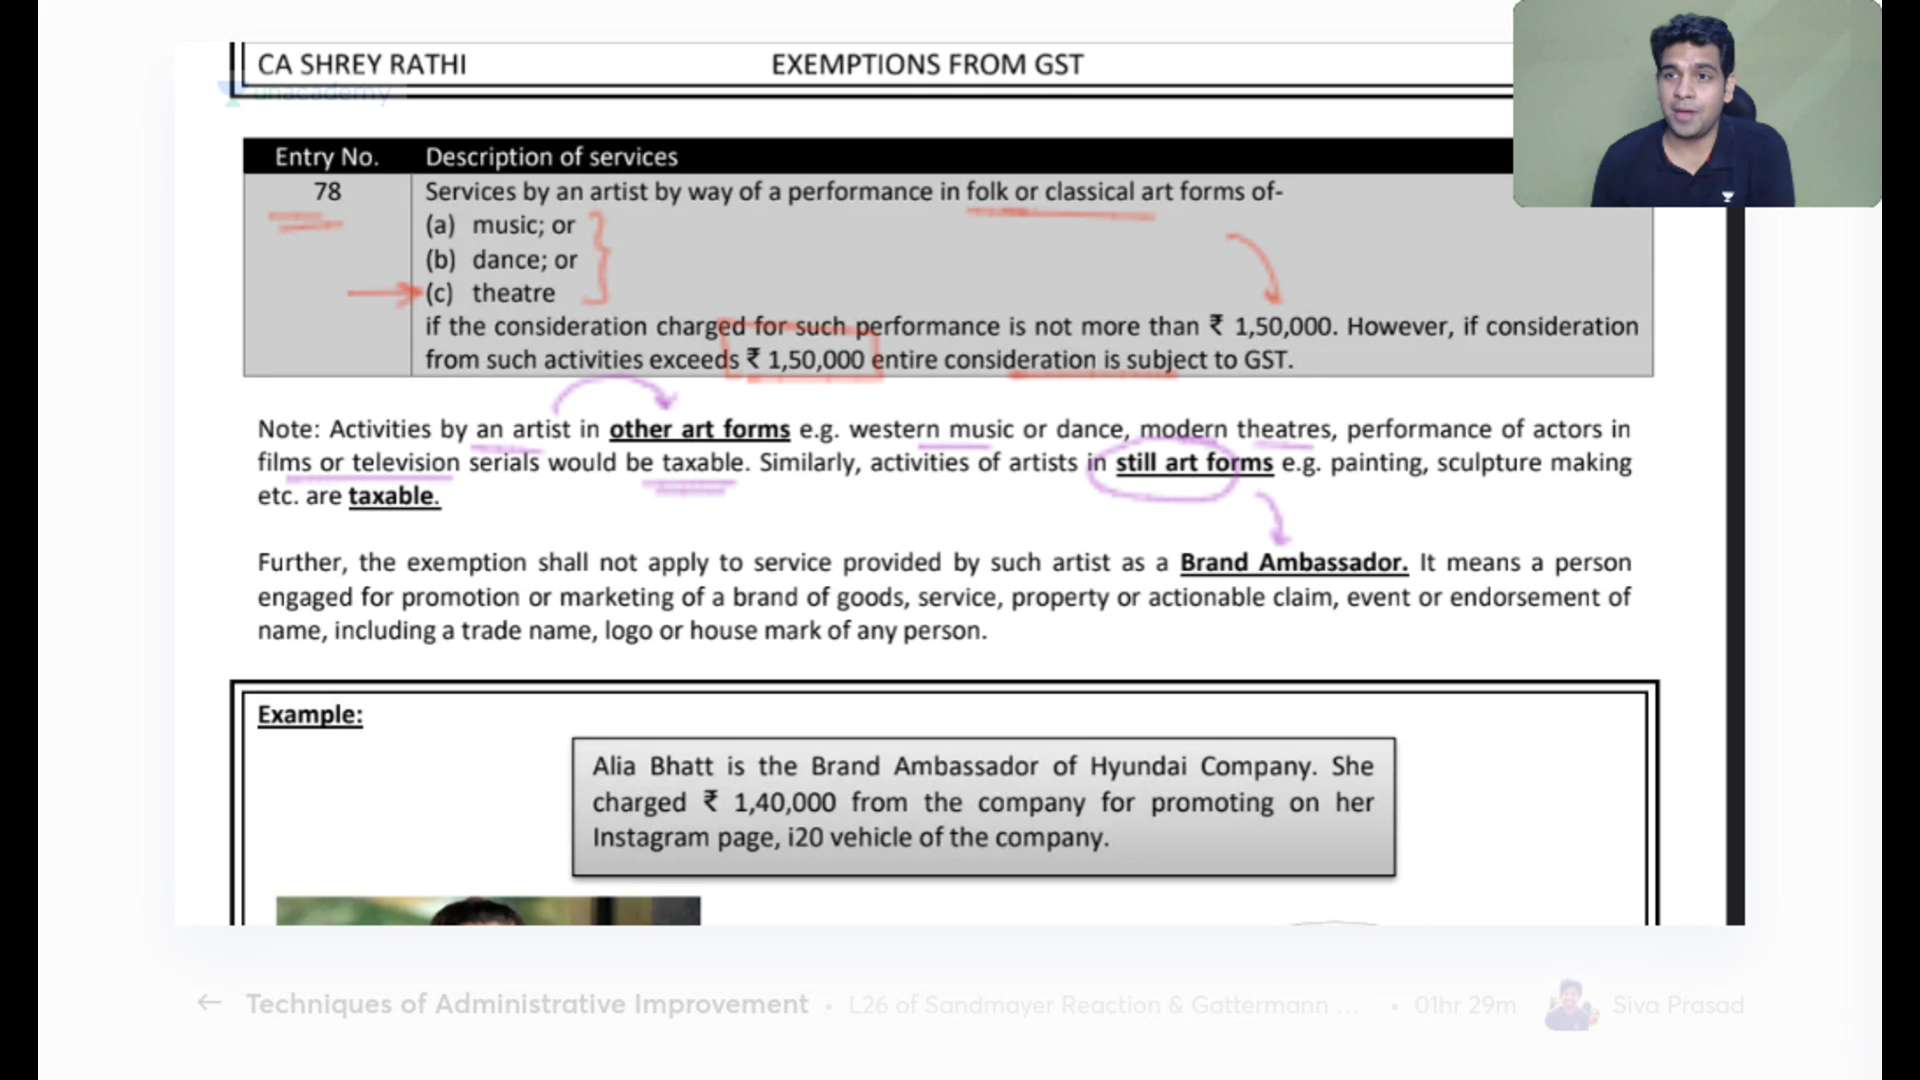 CA SHREY RATHI EXEMPTIONS FROM GST
unacademy
Entry No. Description of services
78 Services by an artist by way of a performance in folk or classical art forms of-
(a) music; or
(b) dance; or
(c) theatre
if the consideration charged for such performance is not more than ₹ 1,50,000. However, if consideration
from such activities exceeds ₹ 1,50,000 entire consideration is subject to GST.
Note: Activities by an artist in other art forms e.g. western music or dance, modern theatres, performance of actors in
films or television serials would be taxable. Similarly, activities of artists in still art forms e.g. painting, sculpture making
etc. are taxable.
Further, the exemption shall not apply to service provided by such artist as a Brand Ambassador. It means a person
engaged for promotion or marketing of a brand of goods, service, property or actionable claim, event or endorsement of
name, including a trade name, logo or house mark of any person.
Example:
Alia Bhatt is the Brand Ambassador of Hyundai Company. She
charged ₹ 1,40,000 from the company for promoting on her
Instagram page, i20 vehicle of the company.
← Techniques of Administrative Improvement • L26 of Sandmayer Reaction & Gattermann ... • 01hr 29m Siva Prasad